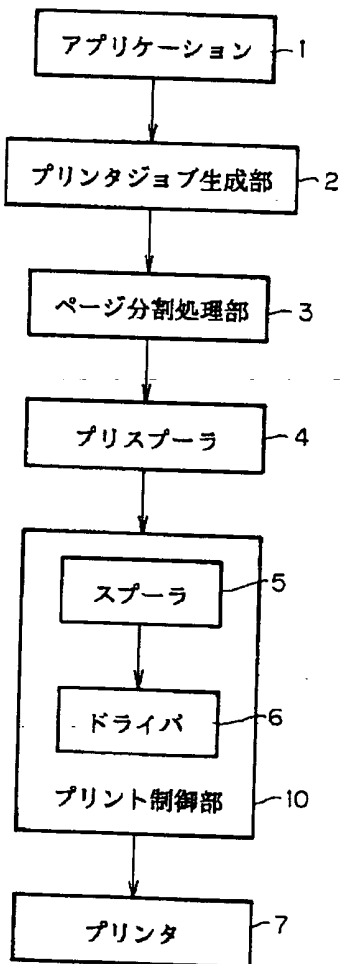 アプリケーション 1
プリンタジョブ生成部 2
ページ分割処理部 3
プリスプーラ 4
スプーラ 5
ドライバ 6
プリント制御部 10
プリンタ 7